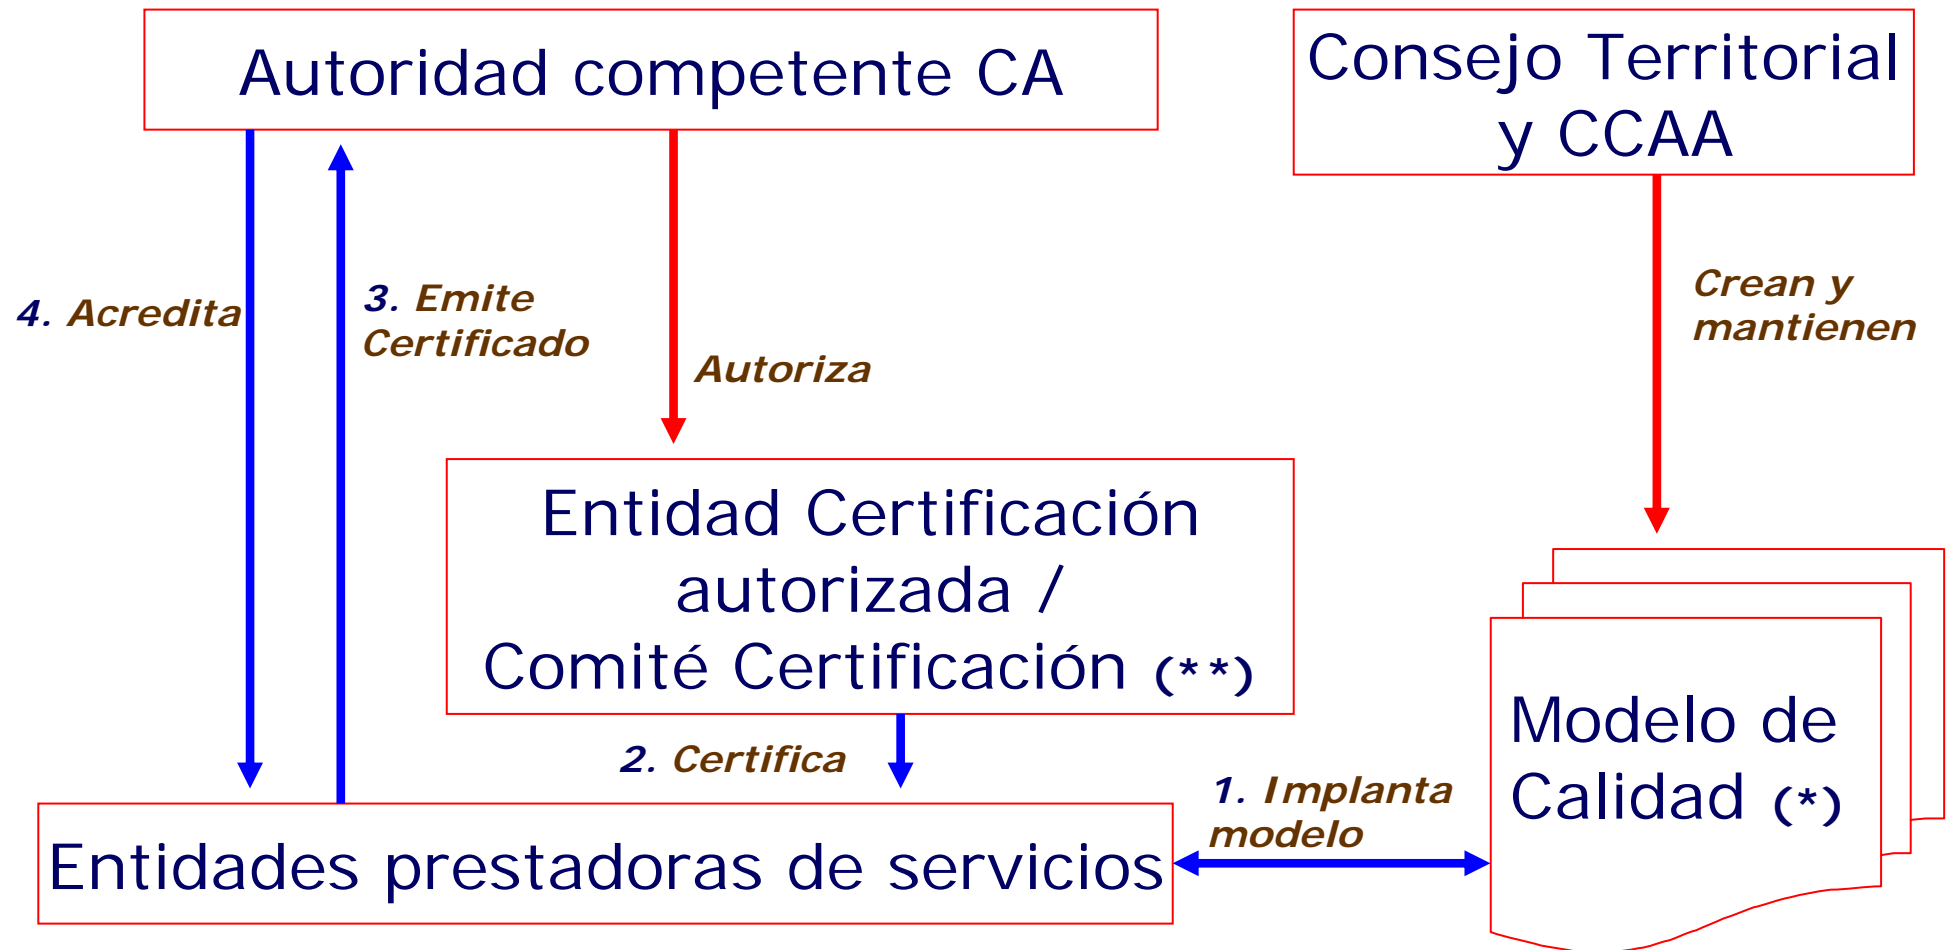 Autoridad competente CA
Consejo Territorial
y CCAA
4. Acredita
3. Emite
Certificado
Autoriza
Crean y
mantienen
Entidad Certificación
autorizada /
Comité Certificación (**)
2. Certifica
1. Implanta
modelo
Modelo de
Calidad (*)
Entidades prestadoras de servicios